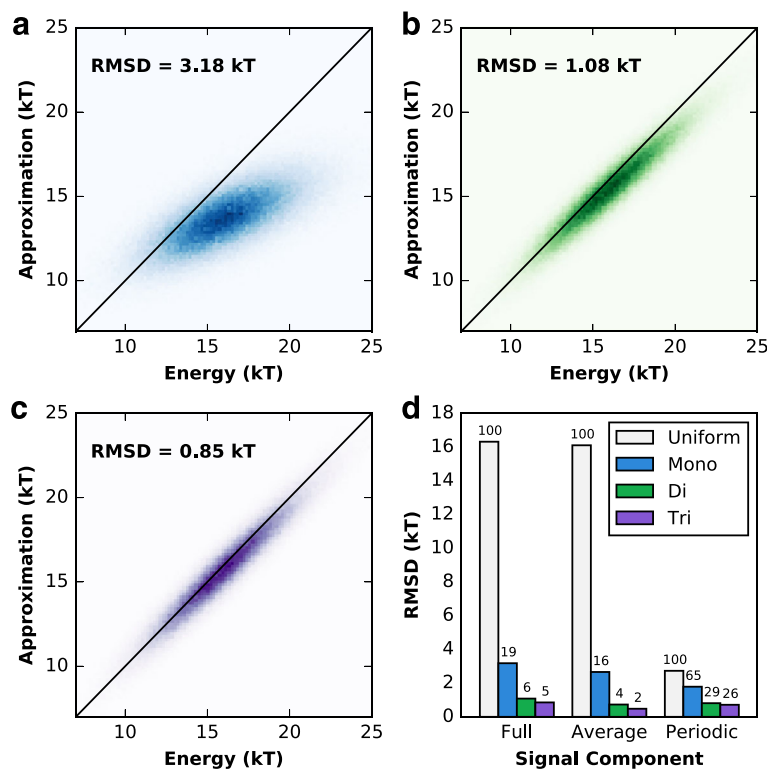 a
25
20
15
10
10
15
20
25
Approximation (kT)
Energy (kT)
RMSD = 3.18 kT
b
25
20
15
10
10
15
20
25
Approximation (kT)
Energy (kT)
RMSD = 1.08 kT
c
25
20
15
10
10
15
20
25
Approximation (kT)
Energy (kT)
RMSD = 0.85 kT
d
18
16
14
12
10
8
6
4
2
0
RMSD (kT)
100
19
6
5
100
16
4
2
100
65
29
26
Uniform
Mono
Di
Tri
Full
Average
Periodic
Signal Component